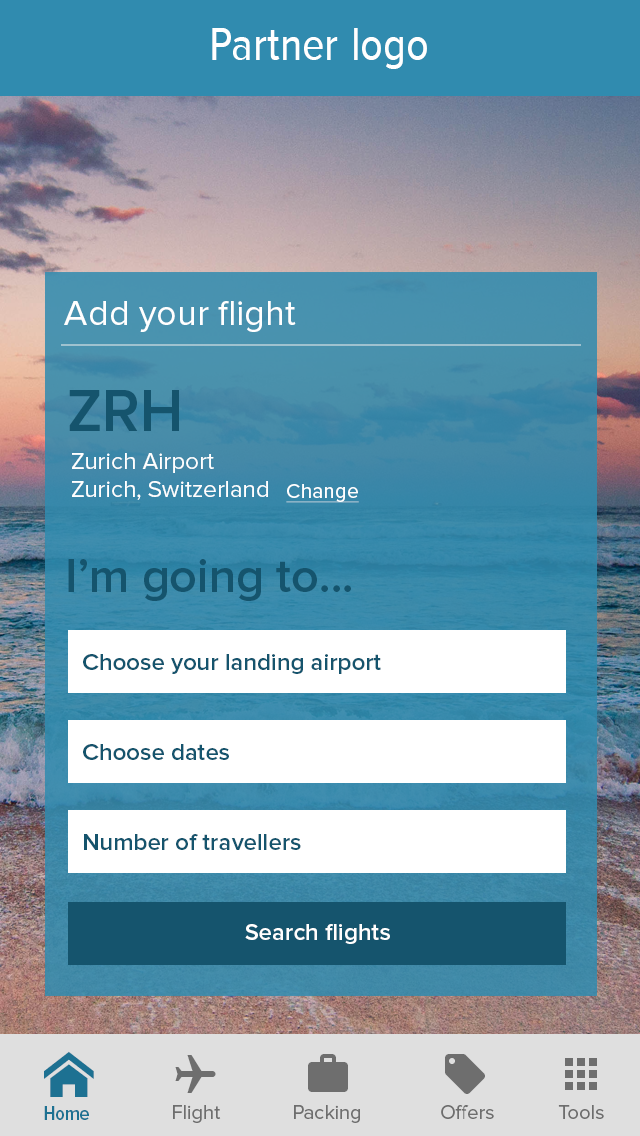 Partner logo
Add your flight
ZRH
Zurich Airport
Zurich, Switzerland Change
I'm going to...
Choose your landing airport
Choose dates
Number of travellers
Search flights
Home Flight Packing Offers Tools